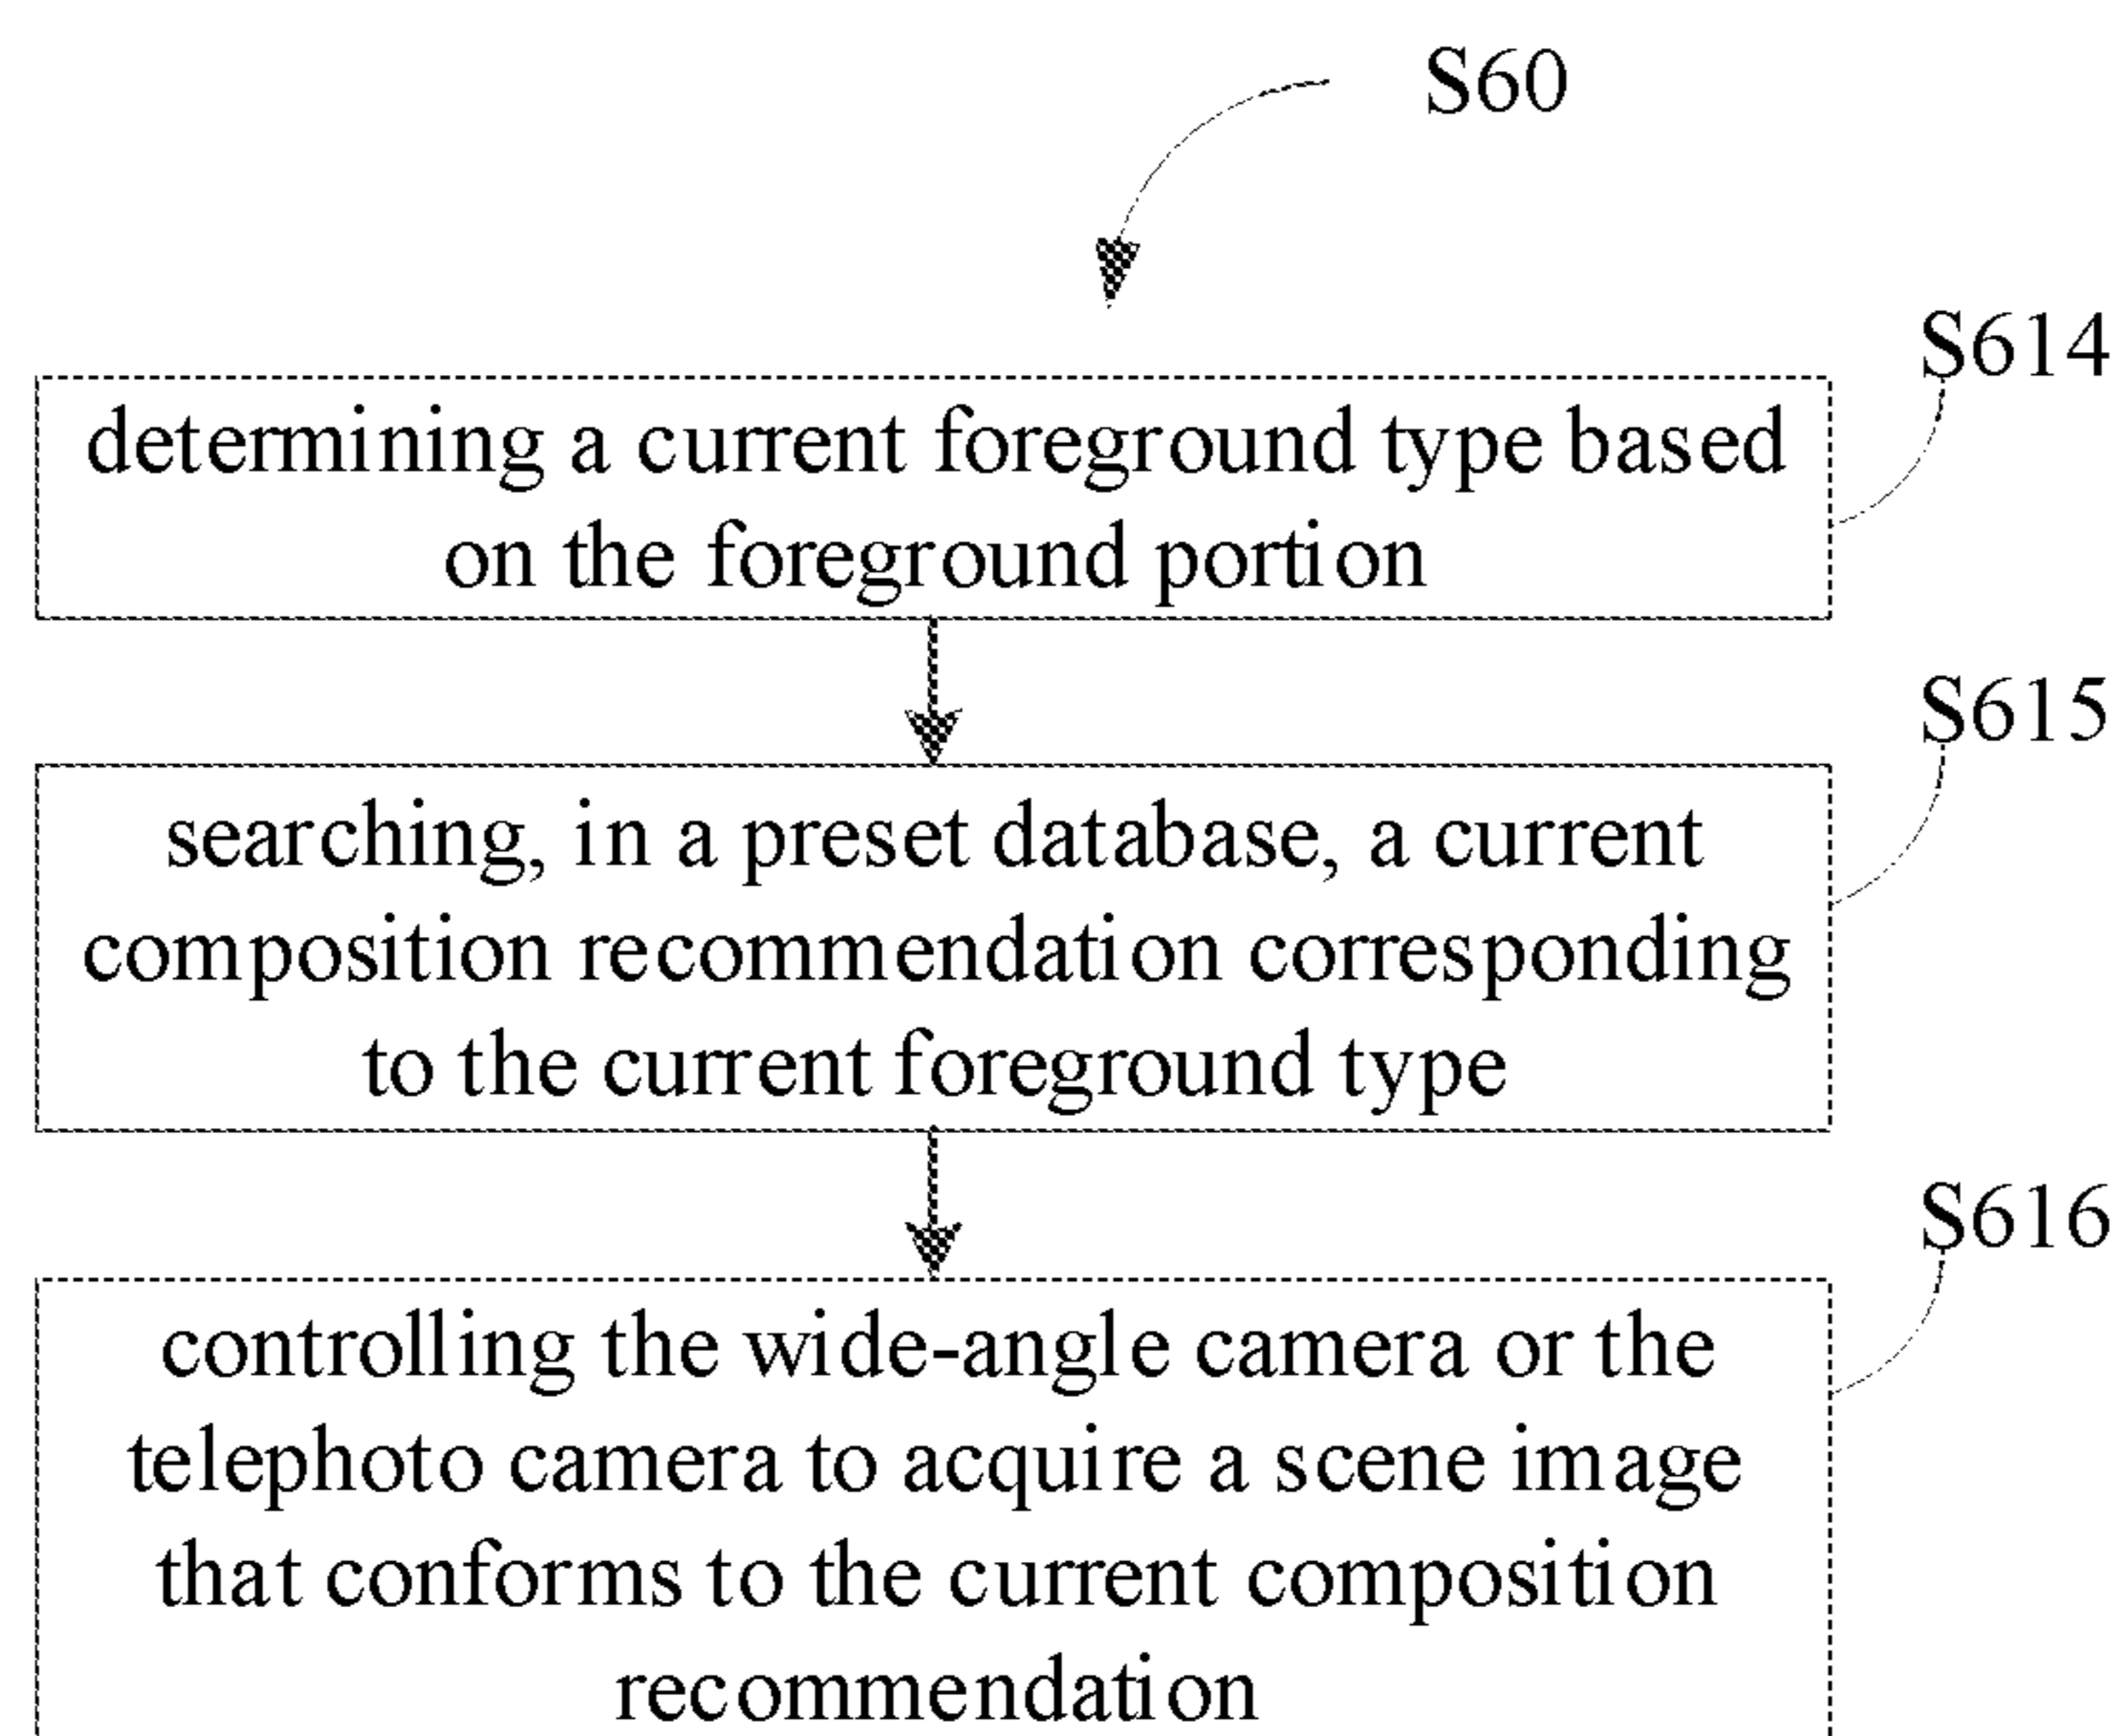 S60
S614
determining a current foreground type based
on the foreground portion
S615
searching, in a preset database, a current
composition recommendation corresponding
to the current foreground type
S616
controlling the wide-angle camera or the
telephoto camera to acquire a scene image
that conforms to the current composition
recommendation